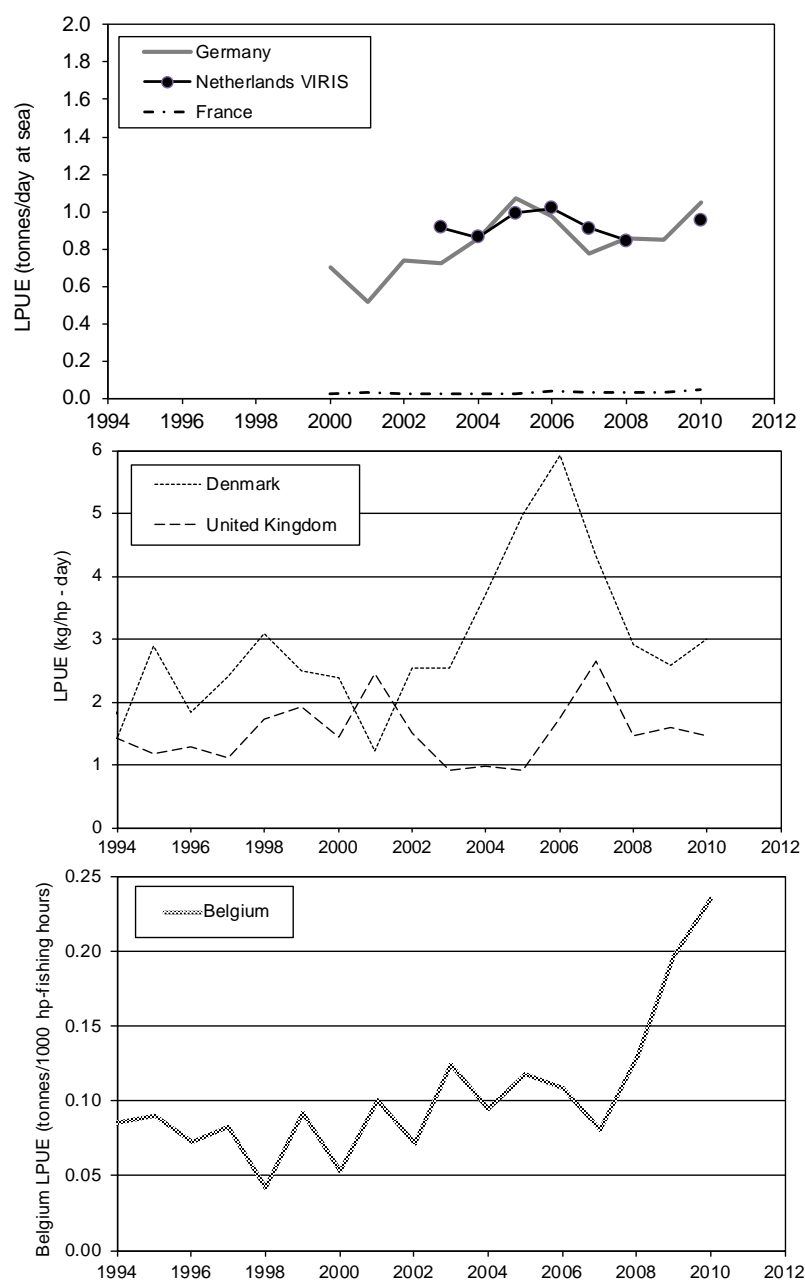 LPUE (tonnes/day at sea)
2.0
1.8
1.6
1.4
1.2
1.0
0.8
0.6
0.4
0.2
0.0
Germany
Netherlands VIRIS
France
1994 1996 1998 2000 2002 2004 2006 2008 2010 2012
LPUE (kg/hp - day)
6
5
4
3
2
1
0
Denmark
United Kingdom
1994 1996 1998 2000 2002 2004 2006 2008 2010 2012
Belgium LPUE (tonnes/1000 hp-fishing hours)
0.25
0.20
0.15
0.10
0.05
0.00
Belgium
1994 1996 1998 2000 2002 2004 2006 2008 2010 2012